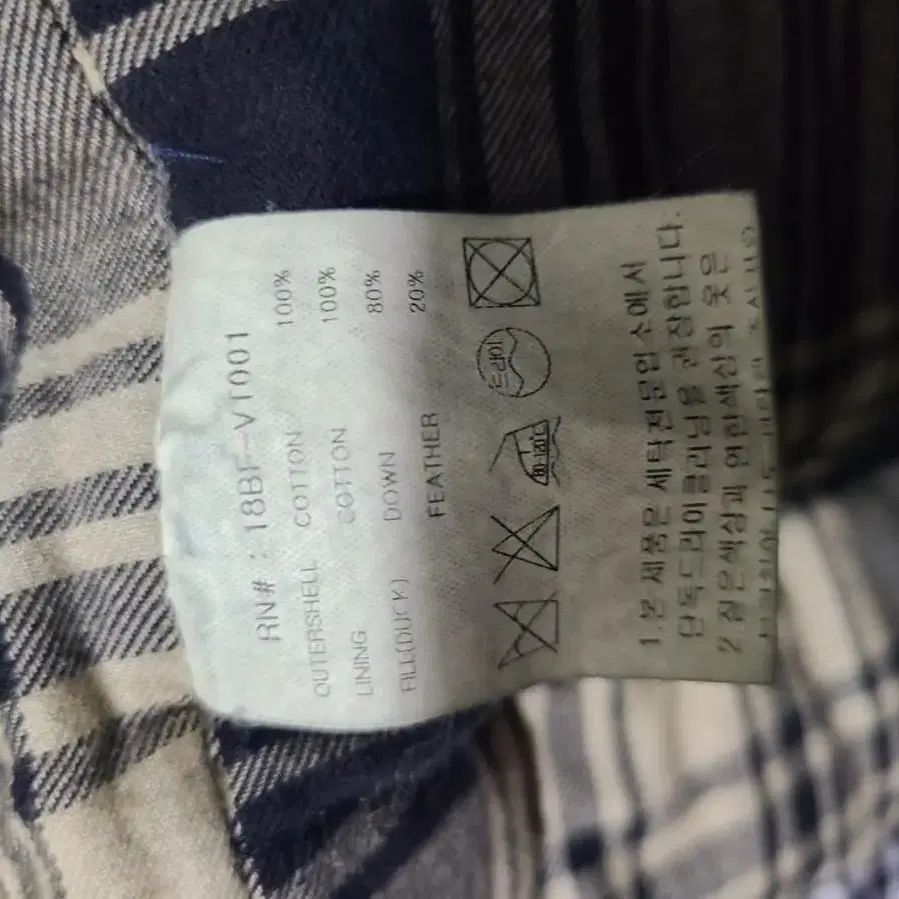 RN# : 18BF-VT001
OUTERSHELL COTTON 100%
LINING COTTON 100%
FILL(DUCK) DOWN 80%
FEATHER 20%
80-120℃
드라이
1.본 제품은 세탁전문업소에서
단독드라이클리닝을 권장합니다.
2 짙은색상과 연한색상의 옷은